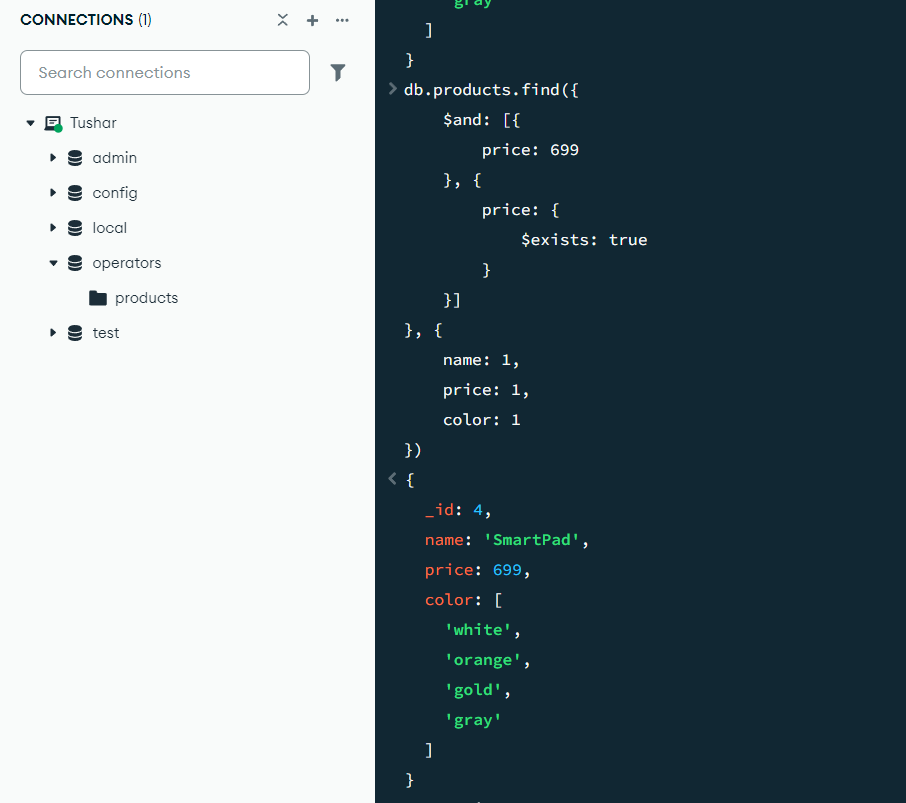 CONNECTIONS (1)
Search connections
Tushar
admin
config
local
operators
products
test
gray'
]
}
> db.products.find({
$and: [{
price: 699
}, {
price: {
$exists: true
}
}]
}, {
name: 1,
price: 1,
color: 1
})
< {
_id: 4,
name: 'SmartPad',
price: 699,
color: [
'white',
'orange',
'gold',
'gray'
]
}